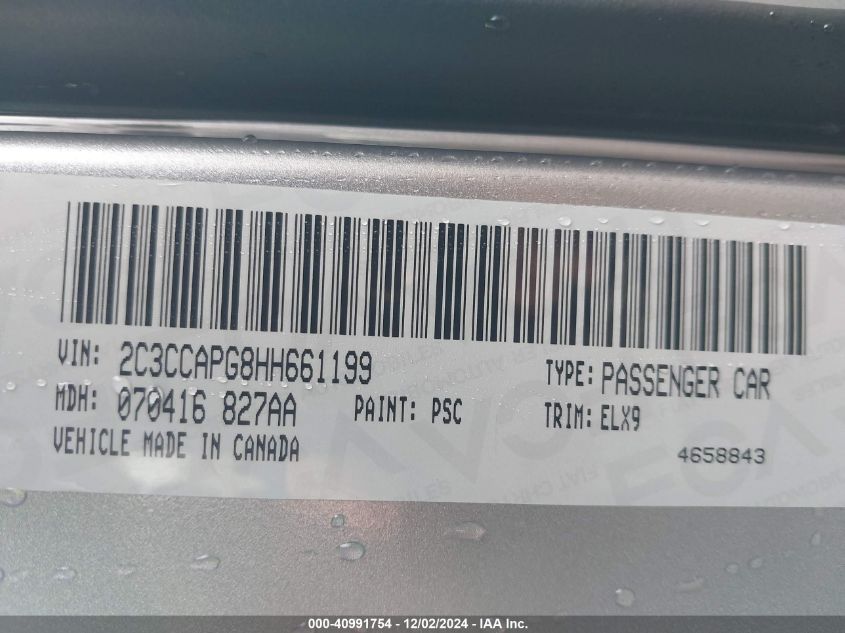 VIN: 2C3CCAPG8HH661199
TYPE: PASSENGER CAR
MDH: 070416 827AA
PAINT: PSC
TRIM: ELX9
VEHICLE MADE IN CANADA
4658843
000-40991754 - 12/02/2024 - IAA Inc.